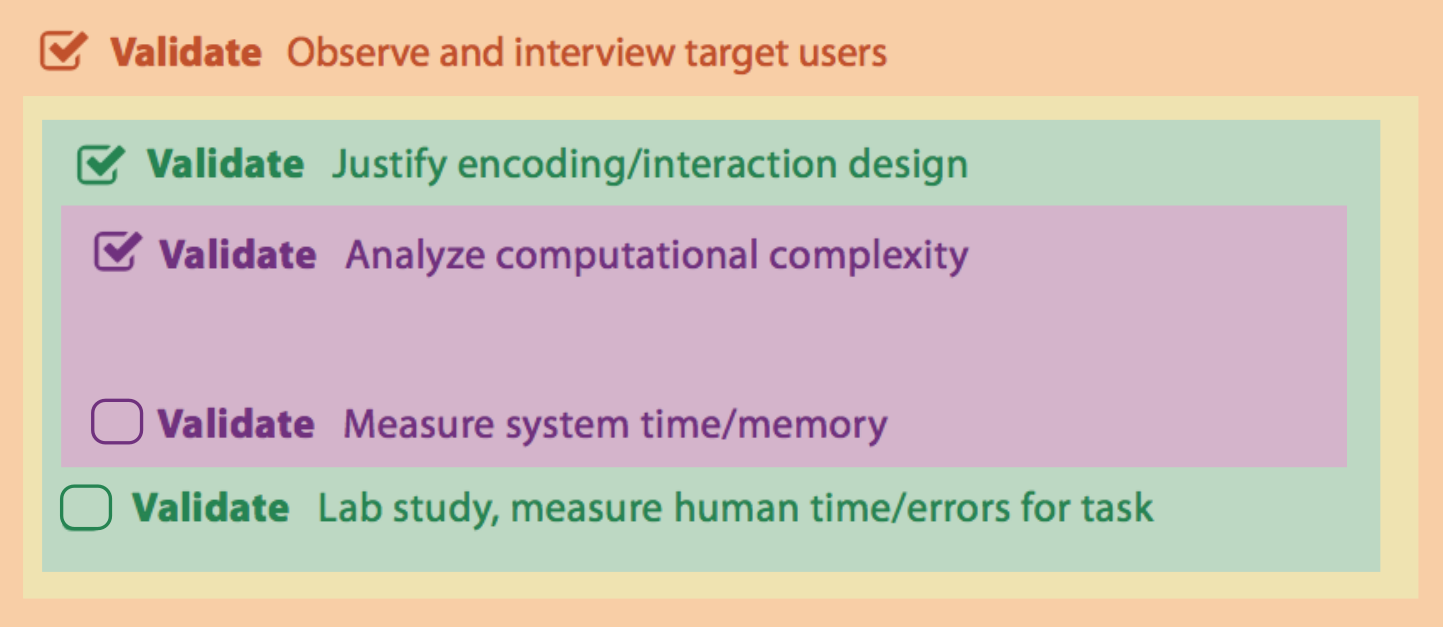 Validate Observe and interview target users
Validate Justify encoding/interaction design
Validate Analyze computational complexity
Validate Measure system time/memory
Validate Lab study, measure human time/errors for task